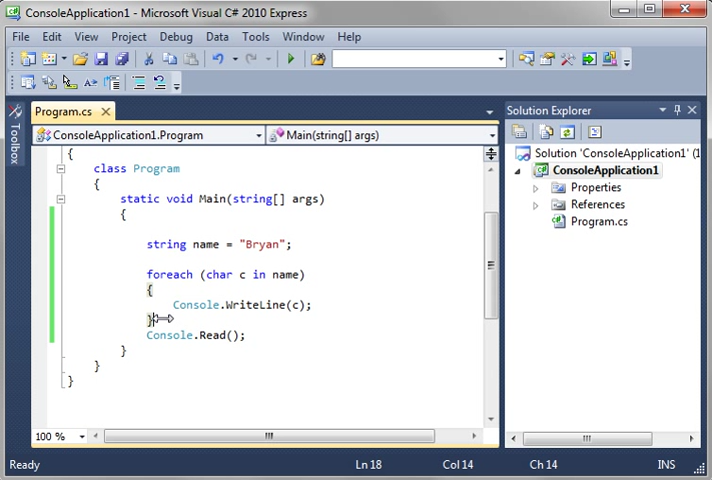 ConsoleApplication1 - Microsoft Visual C# 2010 Express
File Edit View Project Debug Data Tools Window Help
Program.cs
Solution Explorer
ConsoleApplication1.Program
Main(string[] args)
Toolbox
{
class Program
{
static void Main(string[] args)
{
string name = "Bryan";
foreach (char c in name)
{
Console.WriteLine(c);
}
Console.Read();
}
}
}
Solution 'ConsoleApplication1' (1
ConsoleApplication1
Properties
References
Program.cs
100 %
Ready Ln 18 Col 14 Ch 14 INS